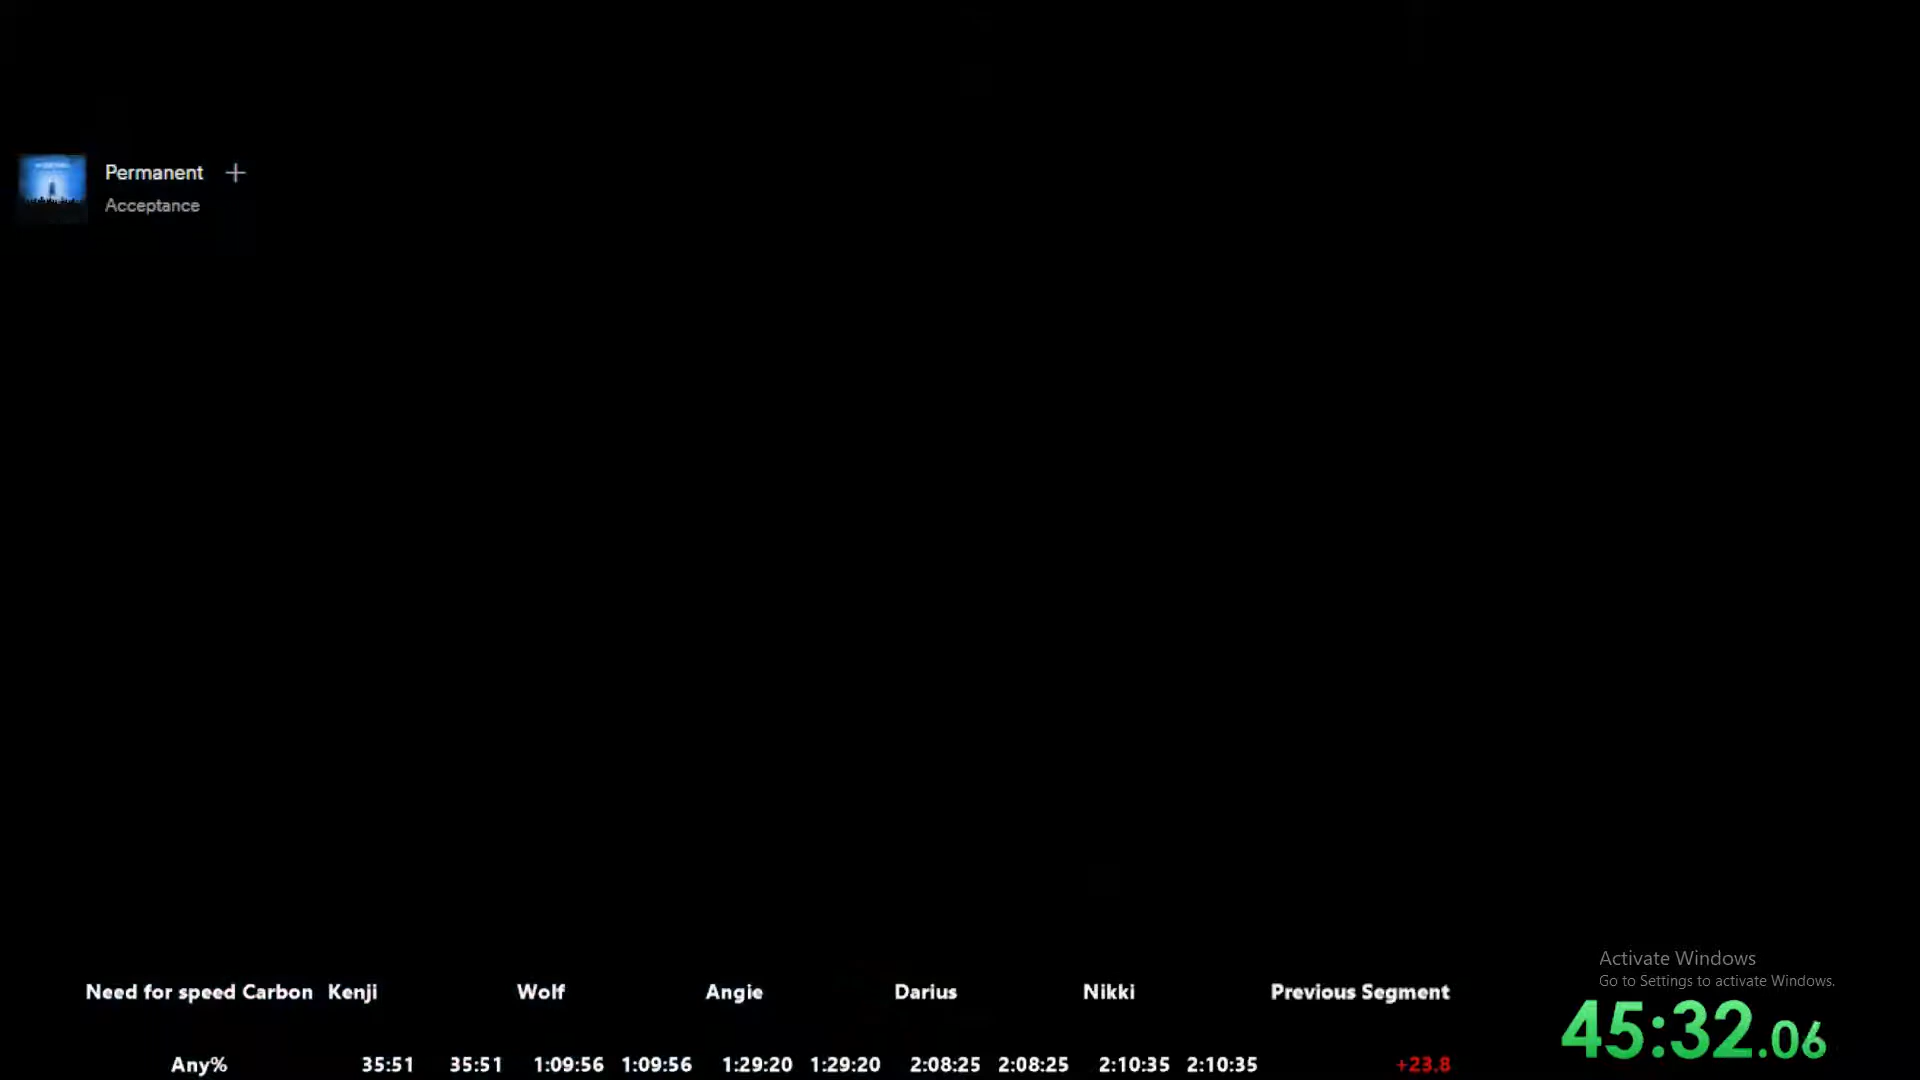 Permanent +
Acceptance
Activate Windows
Go to Settings to activate Windows.
Need for speed Carbon Kenji Wolf Angie Darius Nikki Previous Segment
45:32.06
Any% 35:51 35:51 1:09:56 1:09:56 1:29:20 1:29:20 2:08:25 2:08:25 2:10:35 2:10:35 +23.8